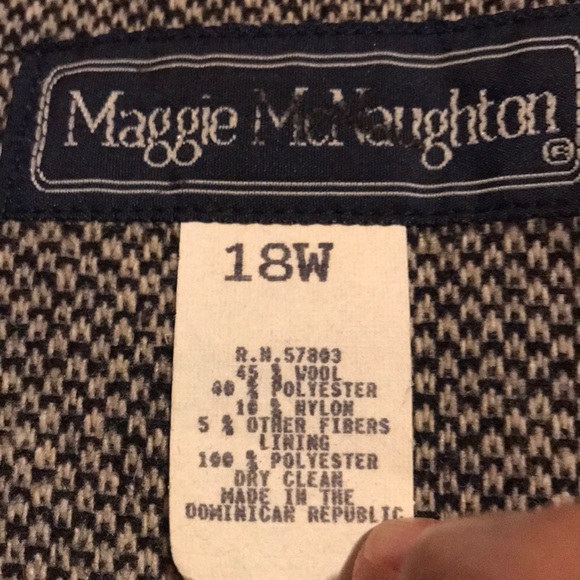 Maggie McNaughton ®
18W
R.N.57803
45 % WOOL
40 % POLYESTER
10 % NYLON
5 % OTHER FIBERS
LINING
100 % POLYESTER
DRY CLEAN
MADE IN THE
DOMINICAN REPUBLIC